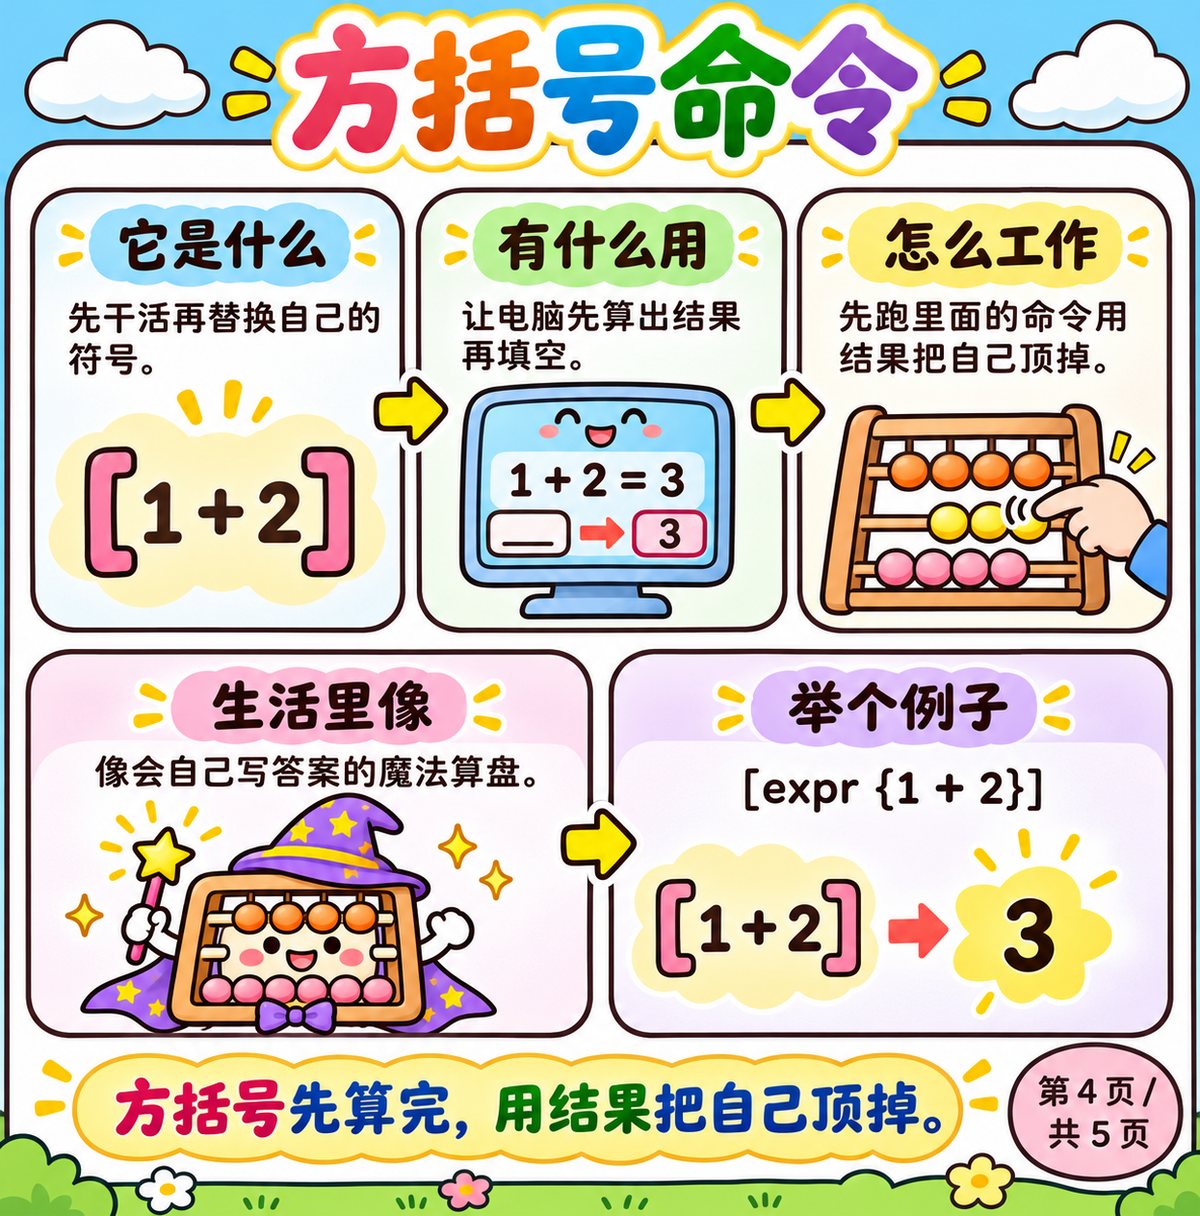 方括号命令
它是什么
先干活再替换自己的
符号。
[1+2]
有什么用
让电脑先算出结果
再填空。
1+2=3
3
怎么工作
先跑里面的命令用
结果把自己顶掉。
生活里像
像会自己写答案的魔法算盘。
举个例子
[expr {1 + 2}]
[1+2]
3
方括号先算完，用结果把自己顶掉。
第4页/
共5页